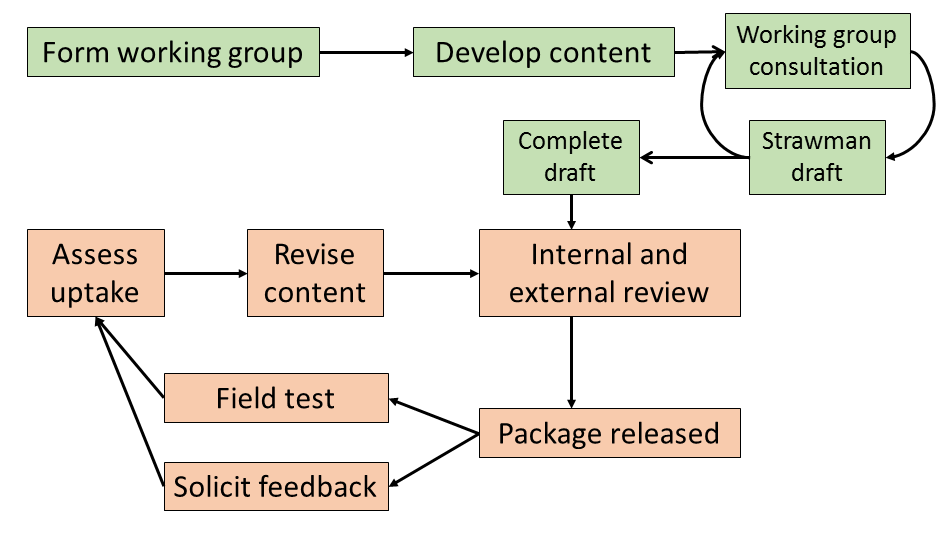 Form working group
Develop content
Working group
consultation
Complete
draft
Strawman
draft
Assess
uptake
Revise
content
Internal and
external review
Field test
Package released
Solicit feedback